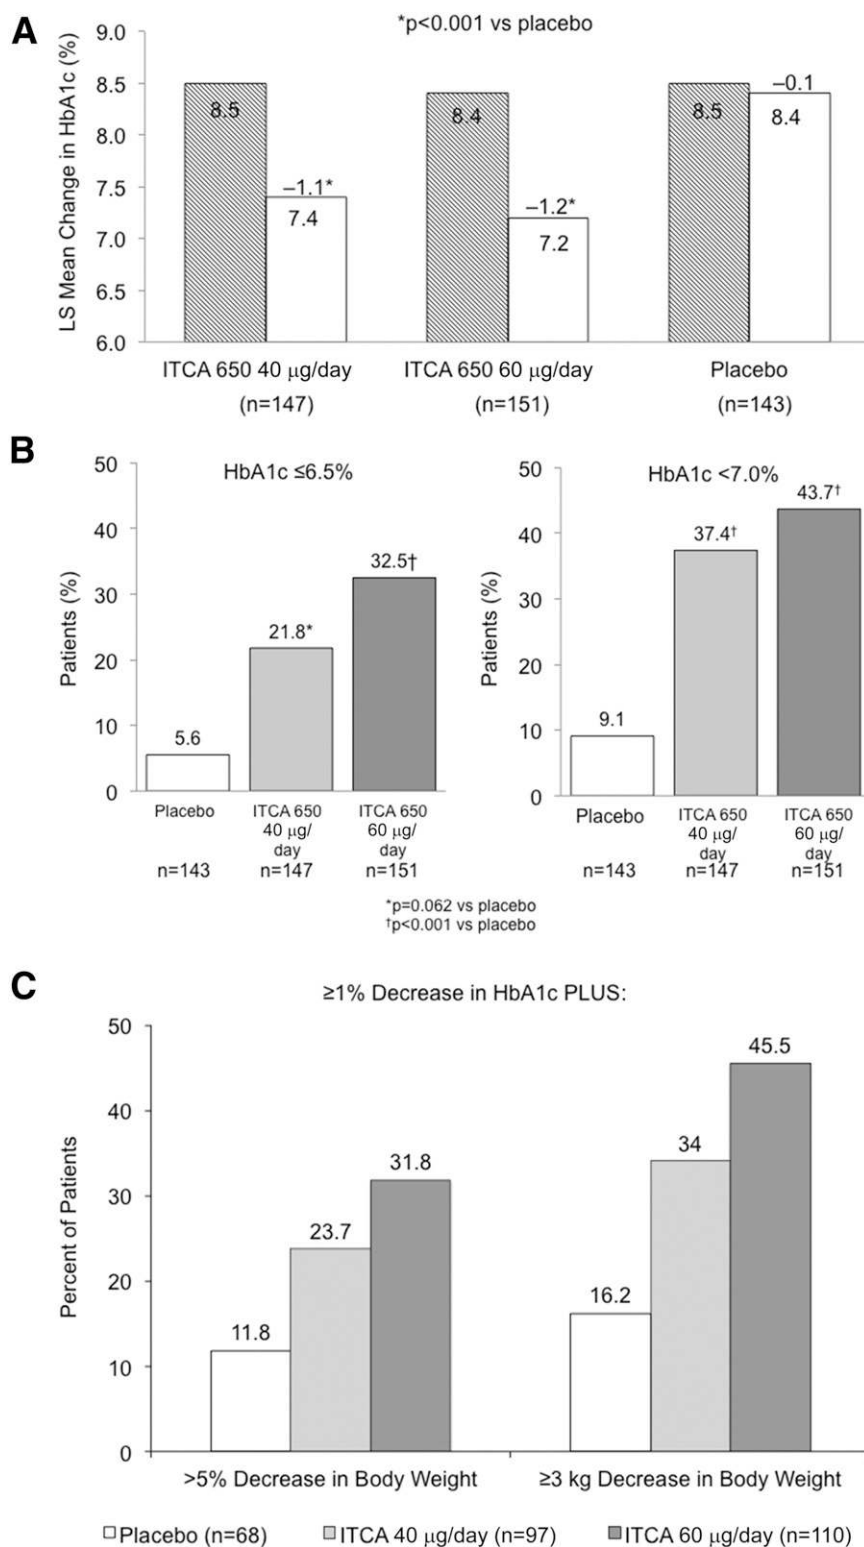 A
*p<0.001 vs placebo
LS Mean Change in HbA1c (%)
9.0
8.5
8.0
7.5
7.0
6.5
6.0
8.5
–1.1*
7.4
8.4
–1.2*
7.2
8.5
–0.1
8.4
ITCA 650 40 μg/day
(n=147)
ITCA 650 60 μg/day
(n=151)
Placebo
(n=143)
B
HbA1c ≤6.5%
Patients (%)
50
40
30
20
10
0
5.6
21.8*
32.5†
Placebo
n=143
ITCA 650
40 μg/
day
n=147
ITCA 650
60 μg/
day
n=151
HbA1c <7.0%
Patients (%)
50
40
30
20
10
0
9.1
37.4†
43.7†
Placebo
n=143
ITCA 650
40 μg/
day
n=147
ITCA 650
60 μg/
day
n=151
*p=0.062 vs placebo
†p<0.001 vs placebo
C
≥1% Decrease in HbA1c PLUS:
Percent of Patients
50
40
30
20
10
0
11.8
23.7
31.8
16.2
34
45.5
>5% Decrease in Body Weight
≥3 kg Decrease in Body Weight
Placebo (n=68)
ITCA 40 μg/day (n=97)
ITCA 60 μg/day (n=110)